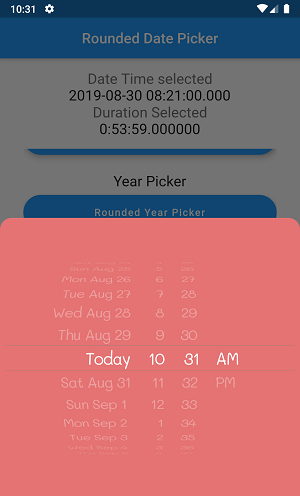 10:31
Rounded Date Picker
Date Time selected
2019-08-30 08:21:00.000
Duration Selected
0:53:59.000000
Year Picker
Rounded Year Picker
Sun Aug 25 5 26
Mon Aug 26 6 27
Tue Aug 27 7 28
Wed Aug 28 8 29
Thu Aug 29 9 30
Today 10 31 AM
Sat Aug 31 11 32 PM
Sun Sep 1 12 33
Mon Sep 2 1 34
Tue Sep 3 2 35
Wed Sep 4 3 36